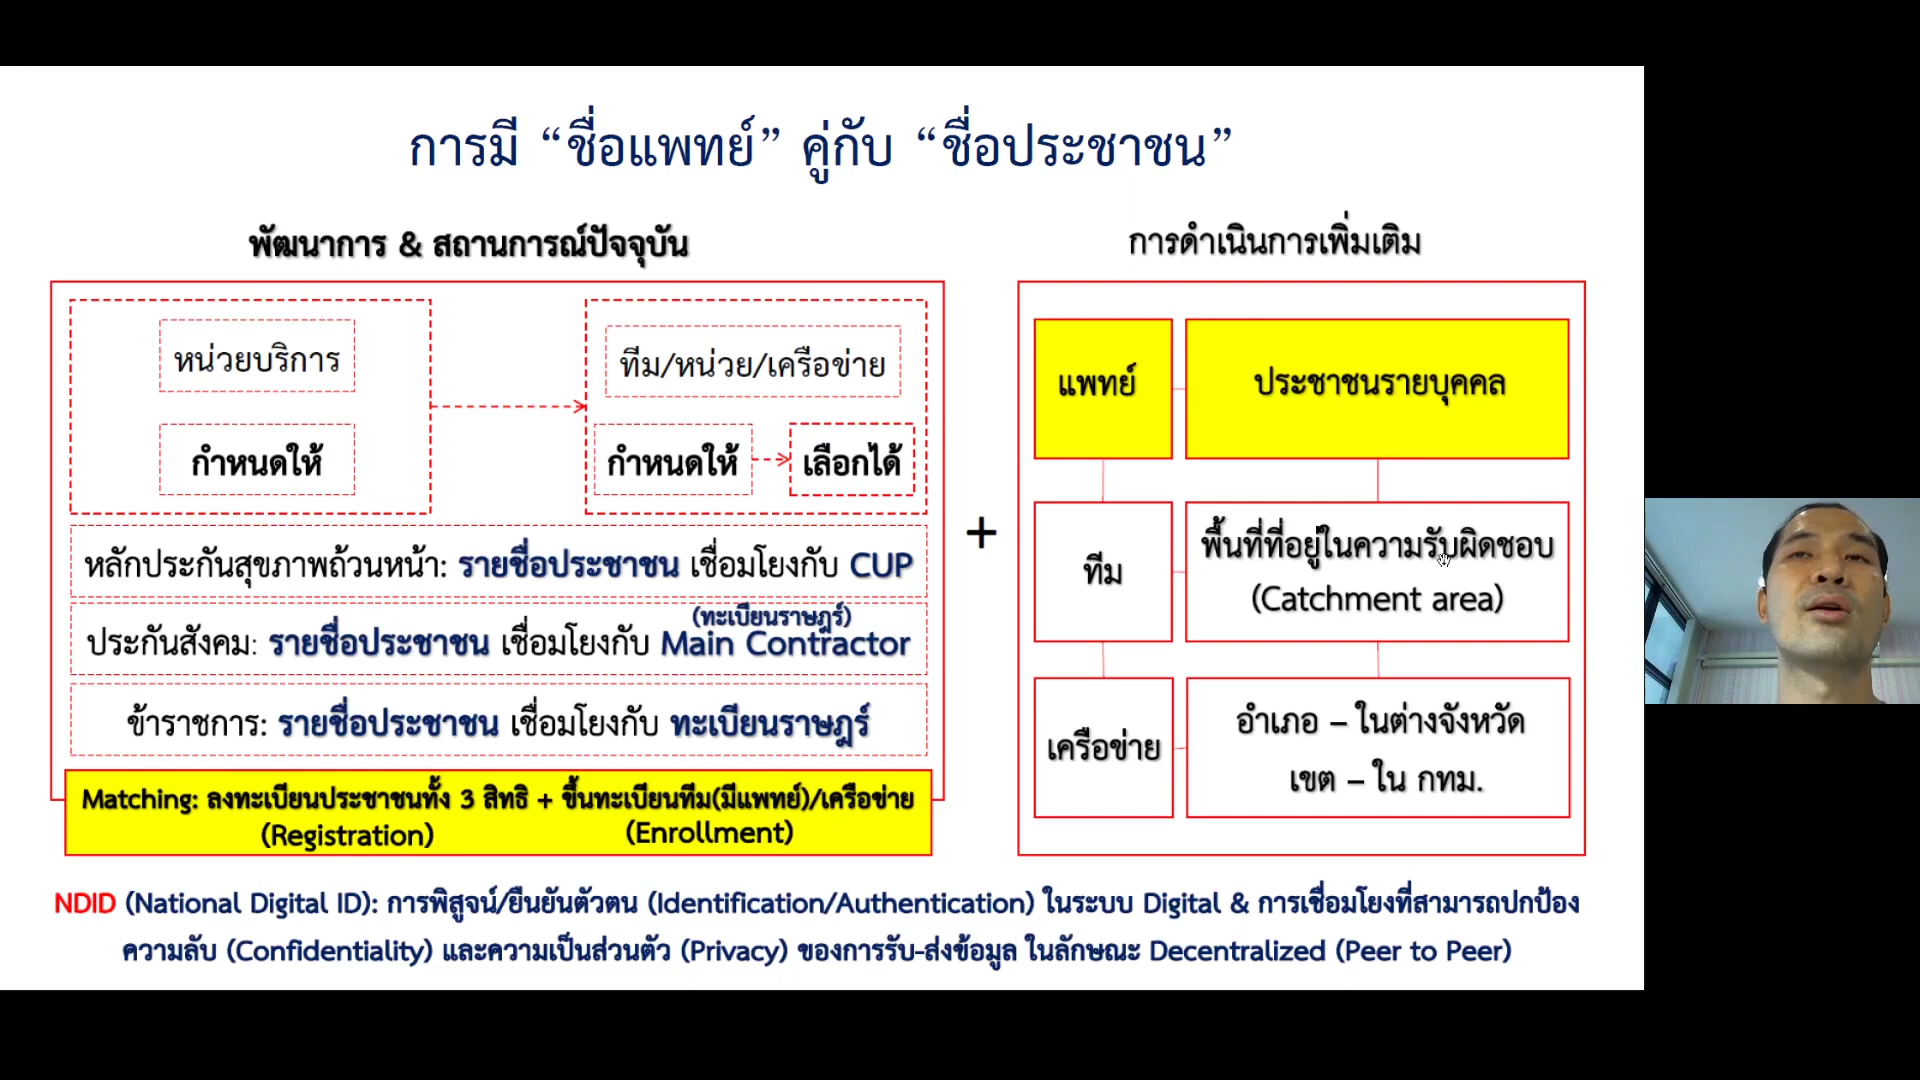 การมี “ชื่อแพทย์” คู่กับ “ชื่อประชาชน”
พัฒนาการ & สถานการณ์ปัจจุบัน
หน่วยบริการ
กำหนดให้
ทีม/หน่วย/เครือข่าย
กำหนดให้
เลือกได้
หลักประกันสุขภาพถ้วนหน้า: รายชื่อประชาชน เชื่อมโยงกับ CUP
(ทะเบียนราษฎร์)
ประกันสังคม: รายชื่อประชาชน เชื่อมโยงกับ Main Contractor
ข้าราชการ: รายชื่อประชาชน เชื่อมโยงกับ ทะเบียนราษฎร์
Matching: ลงทะเบียนประชาชนทั้ง 3 สิทธิ + ขึ้นทะเบียนทีม(มีแพทย์)/เครือข่าย
(Registration) (Enrollment)
+
การดำเนินการเพิ่มเติม
แพทย์
ประชาชนรายบุคคล
ทีม
พื้นที่ที่อยู่ในความรับผิดชอบ
(Catchment area)
เครือข่าย
อำเภอ – ในต่างจังหวัด
เขต – ใน กทม.
NDID (National Digital ID): การพิสูจน์/ยืนยันตัวตน (Identification/Authentication) ในระบบ Digital & การเชื่อมโยงที่สามารถปกป้อง
ความลับ (Confidentiality) และความเป็นส่วนตัว (Privacy) ของการรับ-ส่งข้อมูล ในลักษณะ Decentralized (Peer to Peer)